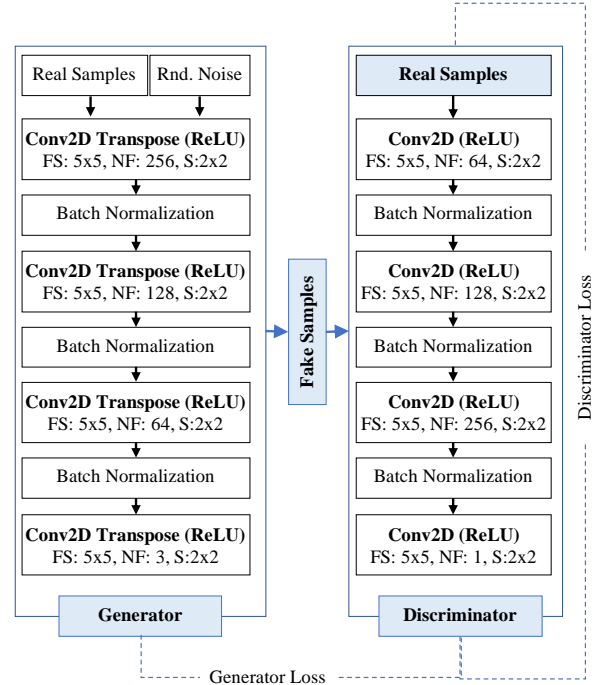 Real Samples
Rnd. Noise
Conv2D Transpose (ReLU)
FS: 5x5, NF: 256, S:2x2
Batch Normalization
Conv2D Transpose (ReLU)
FS: 5x5, NF: 128, S:2x2
Batch Normalization
Conv2D Transpose (ReLU)
FS: 5x5, NF: 64, S:2x2
Batch Normalization
Conv2D Transpose (ReLU)
FS: 5x5, NF: 3, S:2x2
Generator
Fake Samples
Real Samples
Conv2D (ReLU)
FS: 5x5, NF: 64, S:2x2
Batch Normalization
Conv2D (ReLU)
FS: 5x5, NF: 128, S:2x2
Batch Normalization
Conv2D (ReLU)
FS: 5x5, NF: 256, S:2x2
Batch Normalization
Conv2D (ReLU)
FS: 5x5, NF: 1, S:2x2
Discriminator
Discriminator Loss
Generator Loss